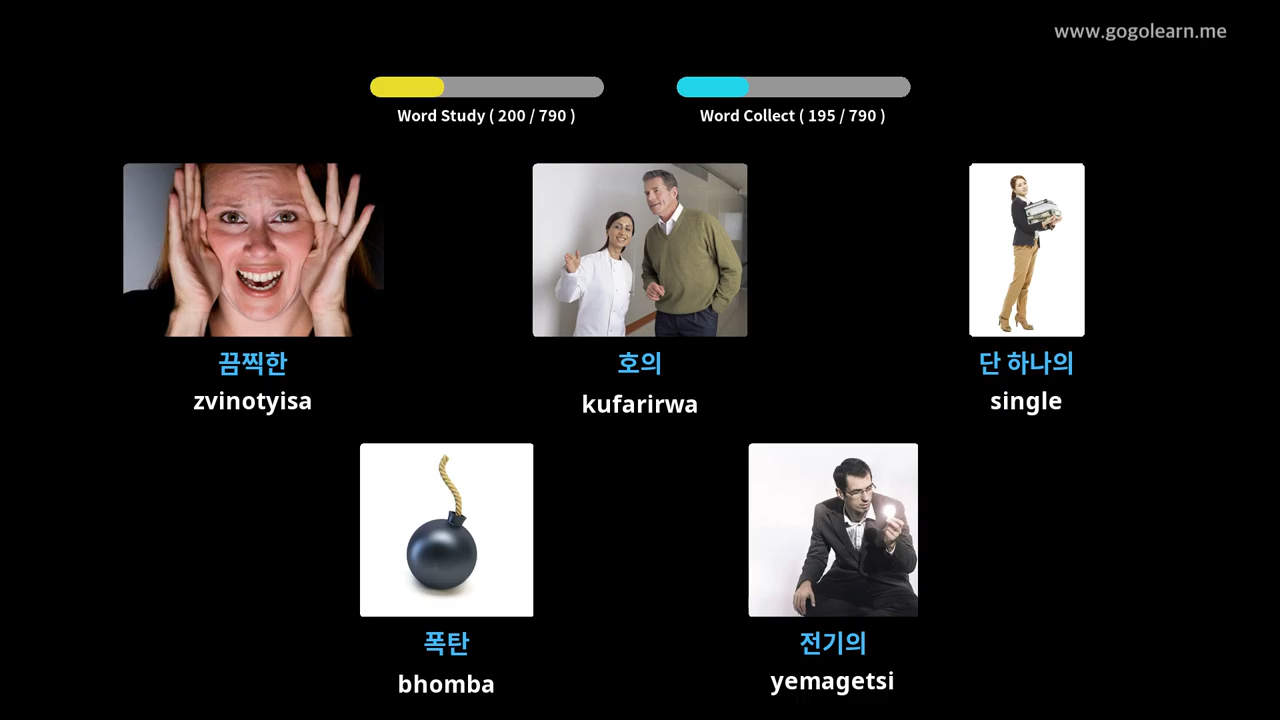 www.gogolearn.me
Word Study ( 200 / 790 )
Word Collect ( 195 / 790 )
끔찍한
zvinotyisa
호의
kufarirwa
단 하나의
single
폭탄
bhomba
전기의
yemagetsi